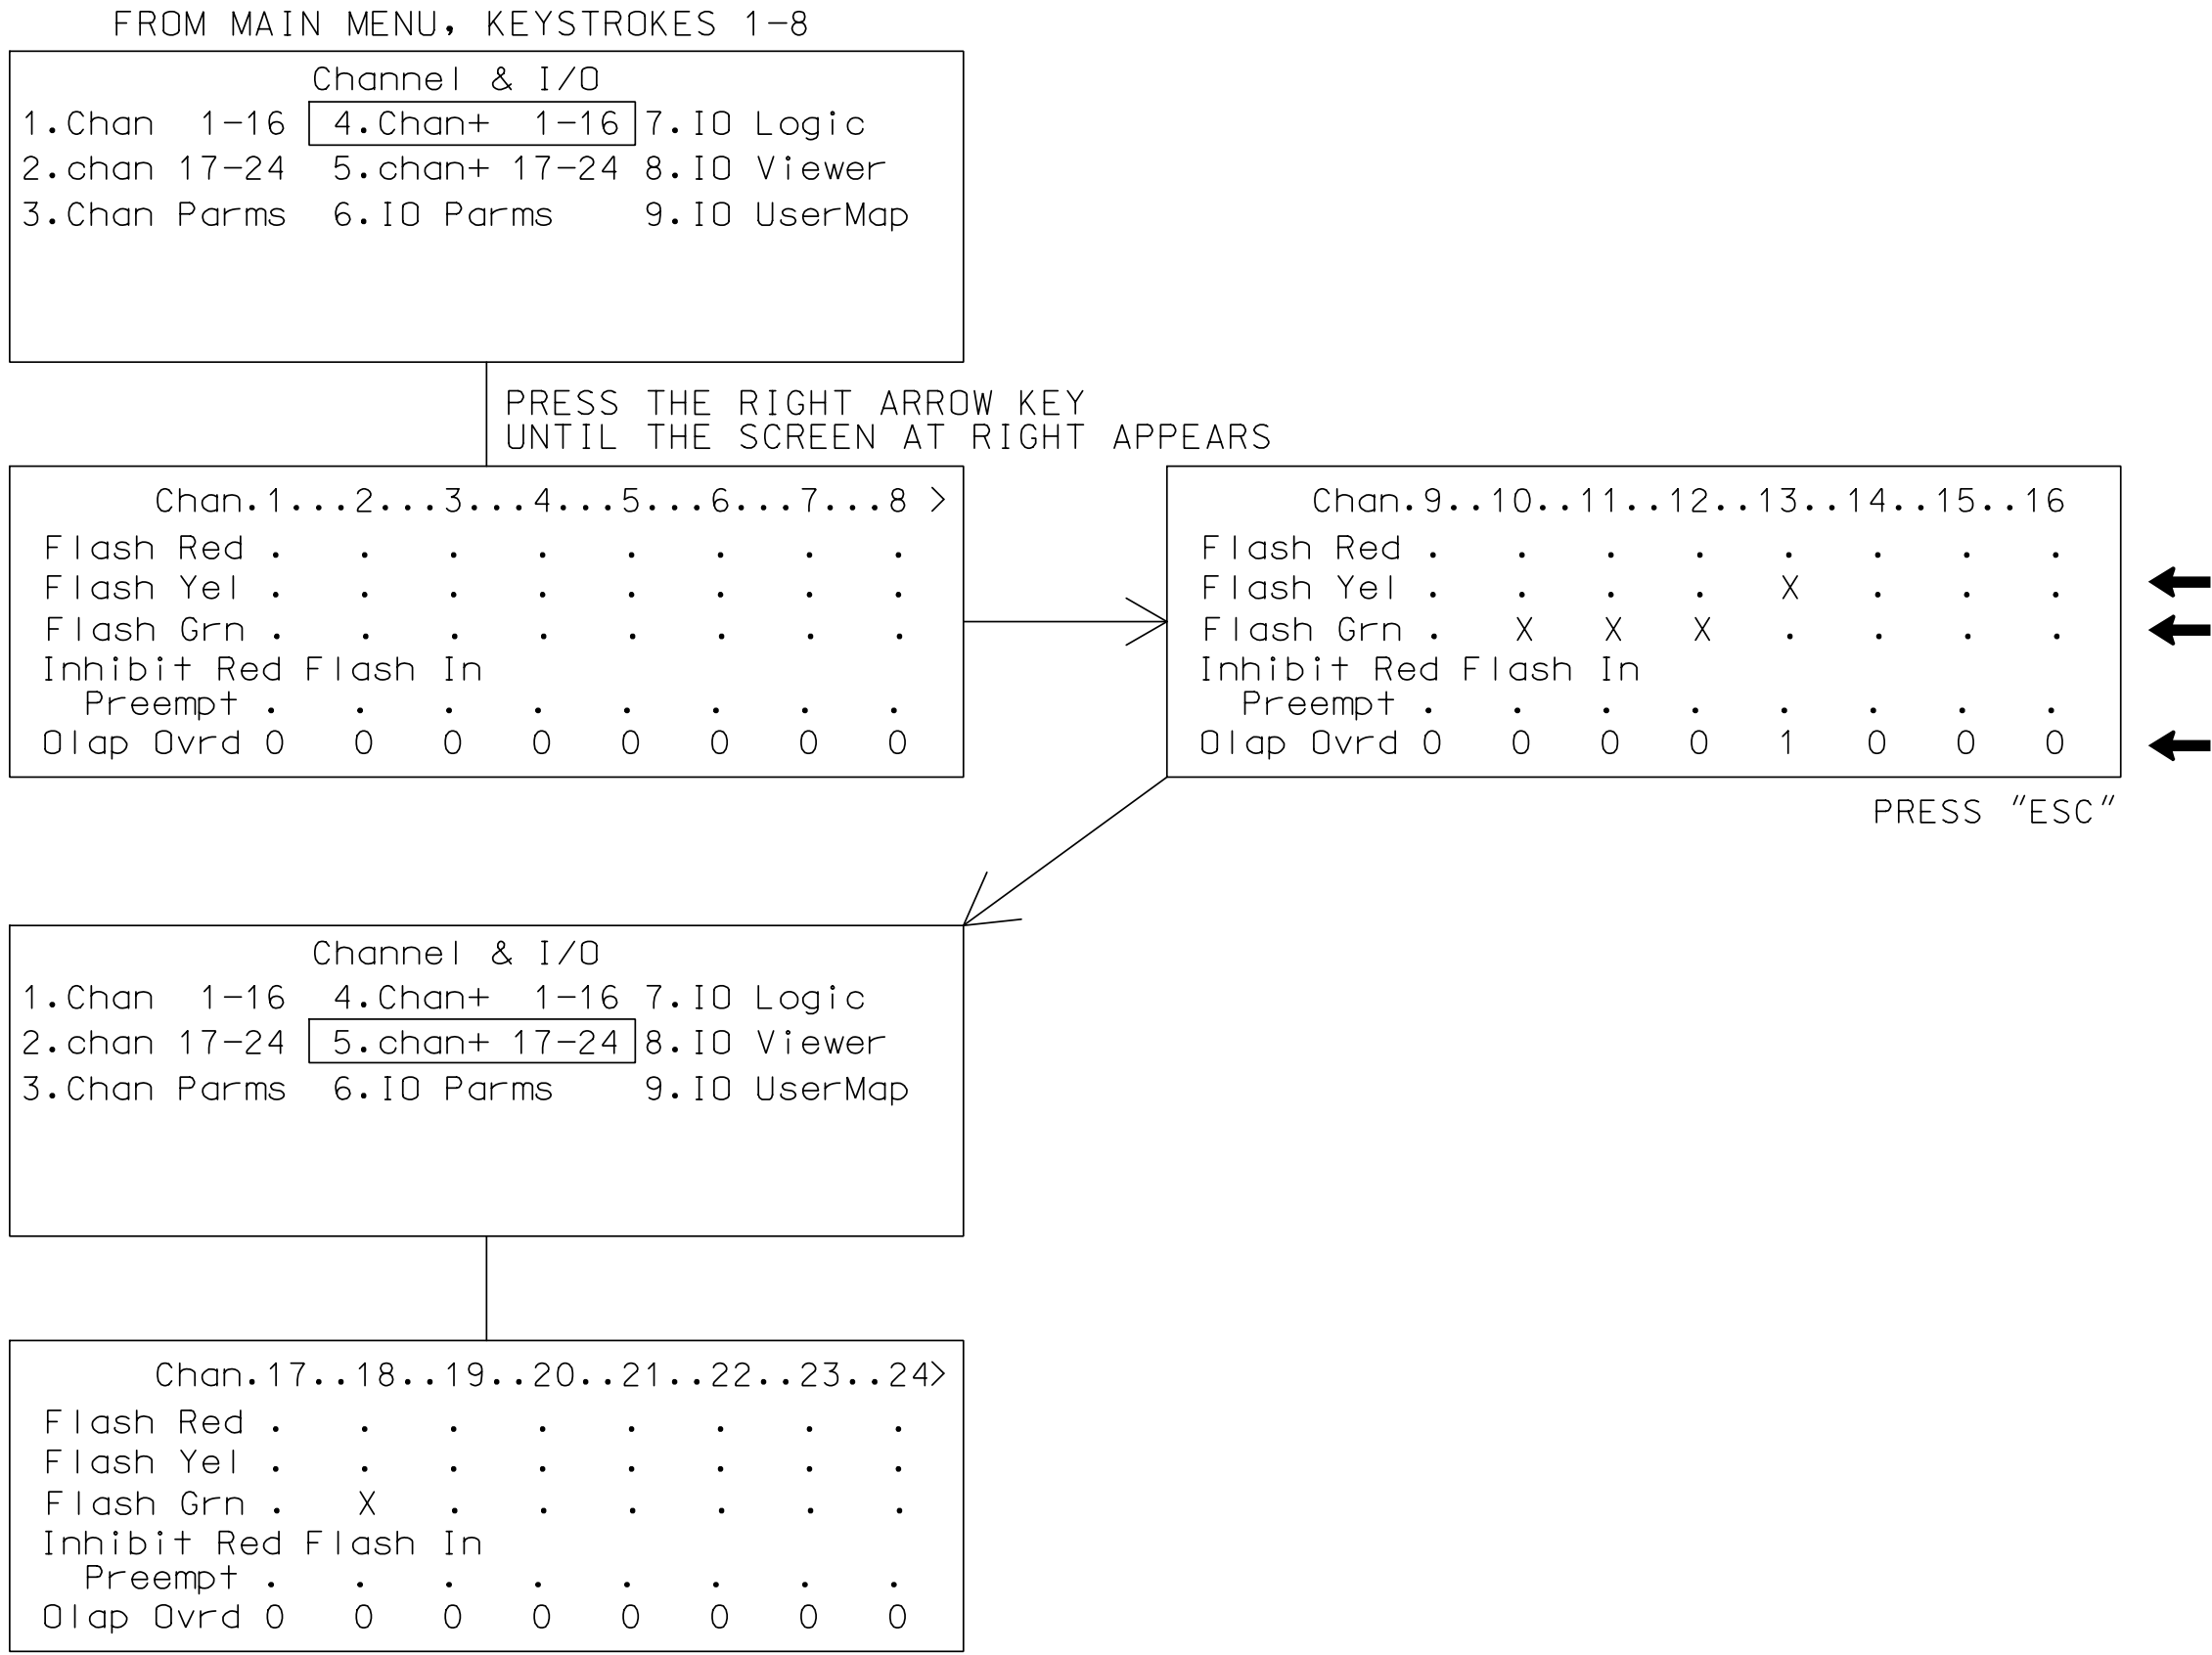 FROM MAIN MENU, KEYSTROKES 1-8
Channel & I/O
1.Chan  1-16  4.Chan+  1-16 7.IO Logic
2.chan 17-24  5.chan+ 17-24 8.IO Viewer
3.Chan Parms  6.IO Parms    9.IO UserMap
PRESS THE RIGHT ARROW KEY
UNTIL THE SCREEN AT RIGHT APPEARS
Chan.1...2...3...4...5...6...7...8 >
Flash Red . . . . . . . .
Flash Yel . . . . . . . .
Flash Grn . . . . . . . .
Inhibit Red Flash In
Preempt . . . . . . . .
Olap Ovrd 0 0 0 0 0 0 0 0
Chan.9..10..11..12..13..14..15..16
Flash Red . . . . . . . .
Flash Yel . . . . X . . .
Flash Grn . X X X . . . .
Inhibit Red Flash In
Preempt . . . . . . . .
Olap Ovrd 0 0 0 0 1 0 0 0
PRESS "ESC"
Channel & I/O
1.Chan  1-16  4.Chan+  1-16 7.IO Logic
2.chan 17-24  5.chan+ 17-24 8.IO Viewer
3.Chan Parms  6.IO Parms    9.IO UserMap
Chan.17..18..19..20..21..22..23..24>
Flash Red . . . . . . . .
Flash Yel . . . . . . . .
Flash Grn . X . . . . . .
Inhibit Red Flash In
Preempt . . . . . . . .
Olap Ovrd 0 0 0 0 0 0 0 0